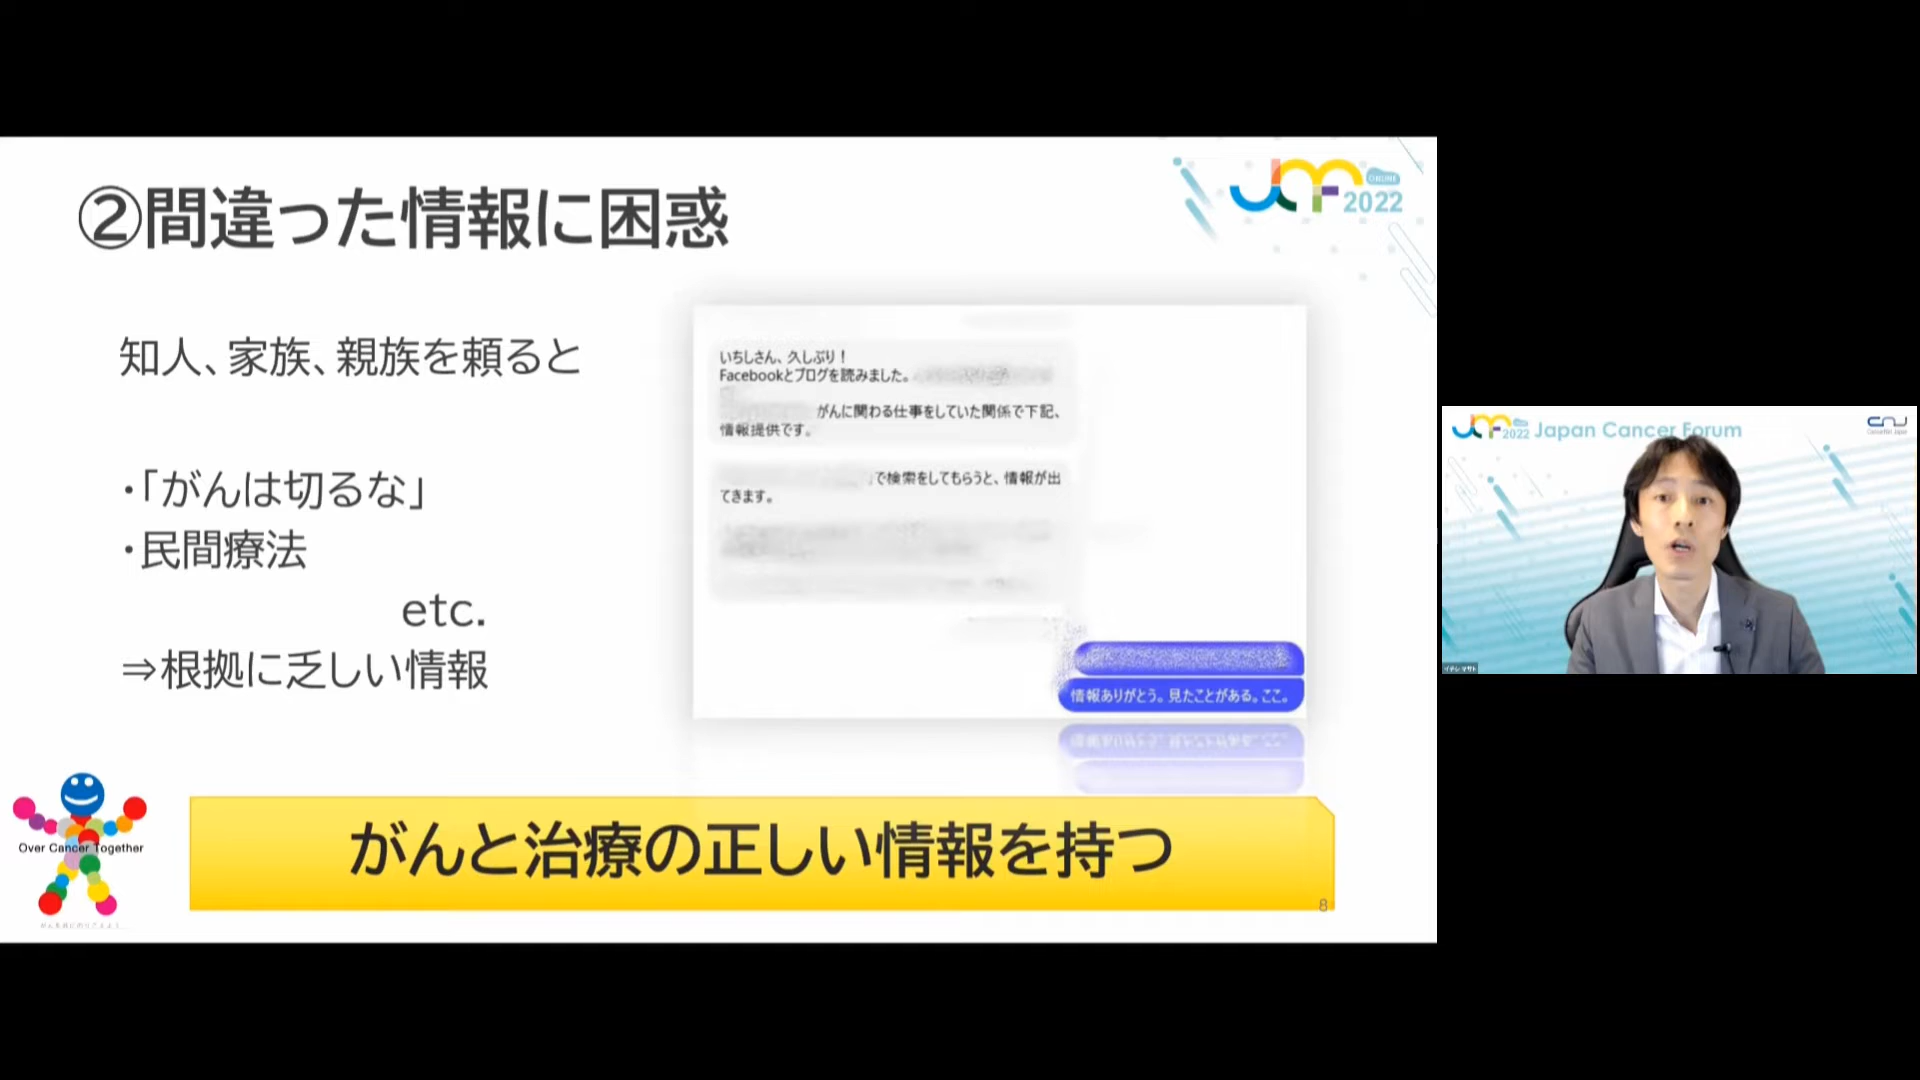 ②間違った情報に困惑
JCF ONLINE 2022
知人、家族、親族を頼ると
・「がんは切るな」
・民間療法
etc.
⇒根拠に乏しい情報
いちしさん、久しぶり！
Facebookとブログを読みました。
がんに関わる仕事をしていた関係で下記、
情報提供です。
で検索をしてもらうと、情報が出
てきます。
情報ありがとう。見たことがある。ここ。
Over Cancer Together
がんと治療の正しい情報を持つ
8
JCF 2022 Japan Cancer Forum
CNJ
イチシ マサト